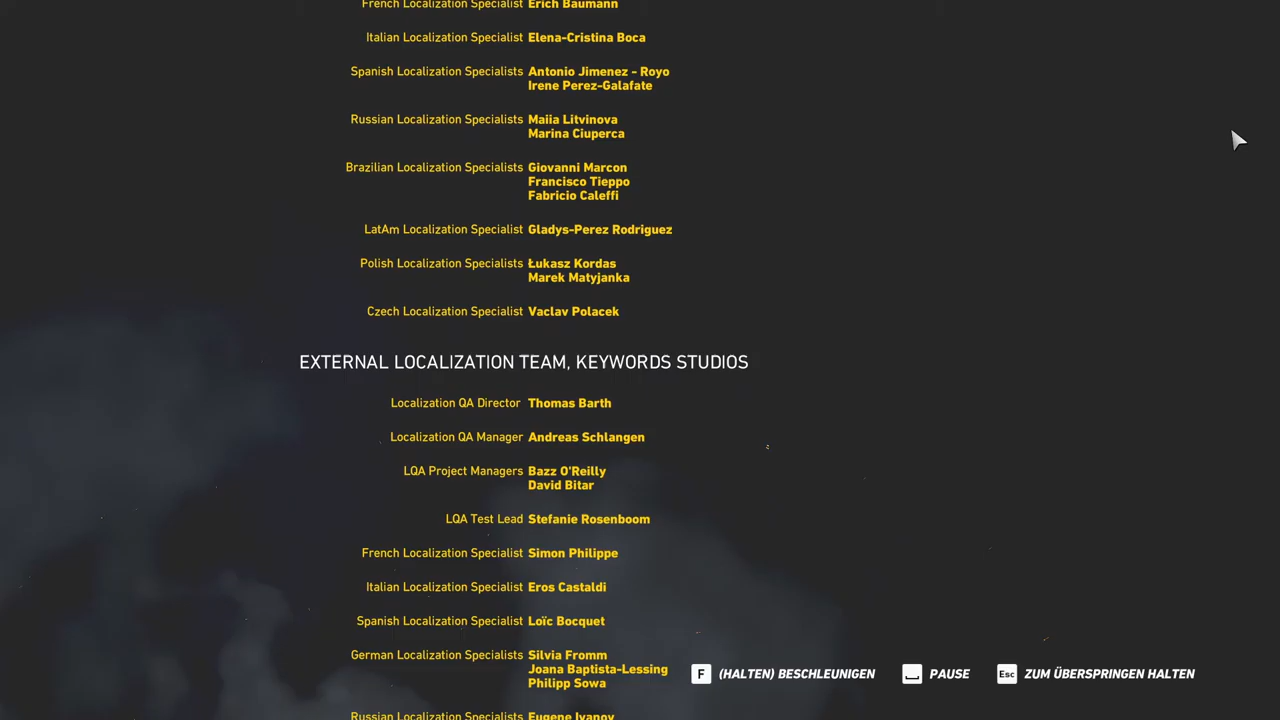 French Localization Specialist Erich Baumann
Italian Localization Specialist Elena-Cristina Boca
Spanish Localization Specialists Antonio Jimenez - Royo
Irene Perez-Galafate
Russian Localization Specialists Maiia Litvinova
Marina Ciuperca
Brazilian Localization Specialists Giovanni Marcon
Francisco Tieppo
Fabricio Caleffi
LatAm Localization Specialist Gladys-Perez Rodriguez
Polish Localization Specialists Łukasz Kordas
Marek Matyjanka
Czech Localization Specialist Vaclav Polacek
EXTERNAL LOCALIZATION TEAM, KEYWORDS STUDIOS
Localization QA Director Thomas Barth
Localization QA Manager Andreas Schlangen
LQA Project Managers Bazz O'Reilly
David Bitar
LQA Test Lead Stefanie Rosenboom
French Localization Specialist Simon Philippe
Italian Localization Specialist Eros Castaldi
Spanish Localization Specialist Loïc Bocquet
German Localization Specialists Silvia Fromm
Joana Baptista-Lessing
Philipp Sowa
F (HALTEN) BESCHLEUNIGEN PAUSE Esc ZUM ÜBERSPRINGEN HALTEN
Russian Localization Specialists Eugene Ivanov